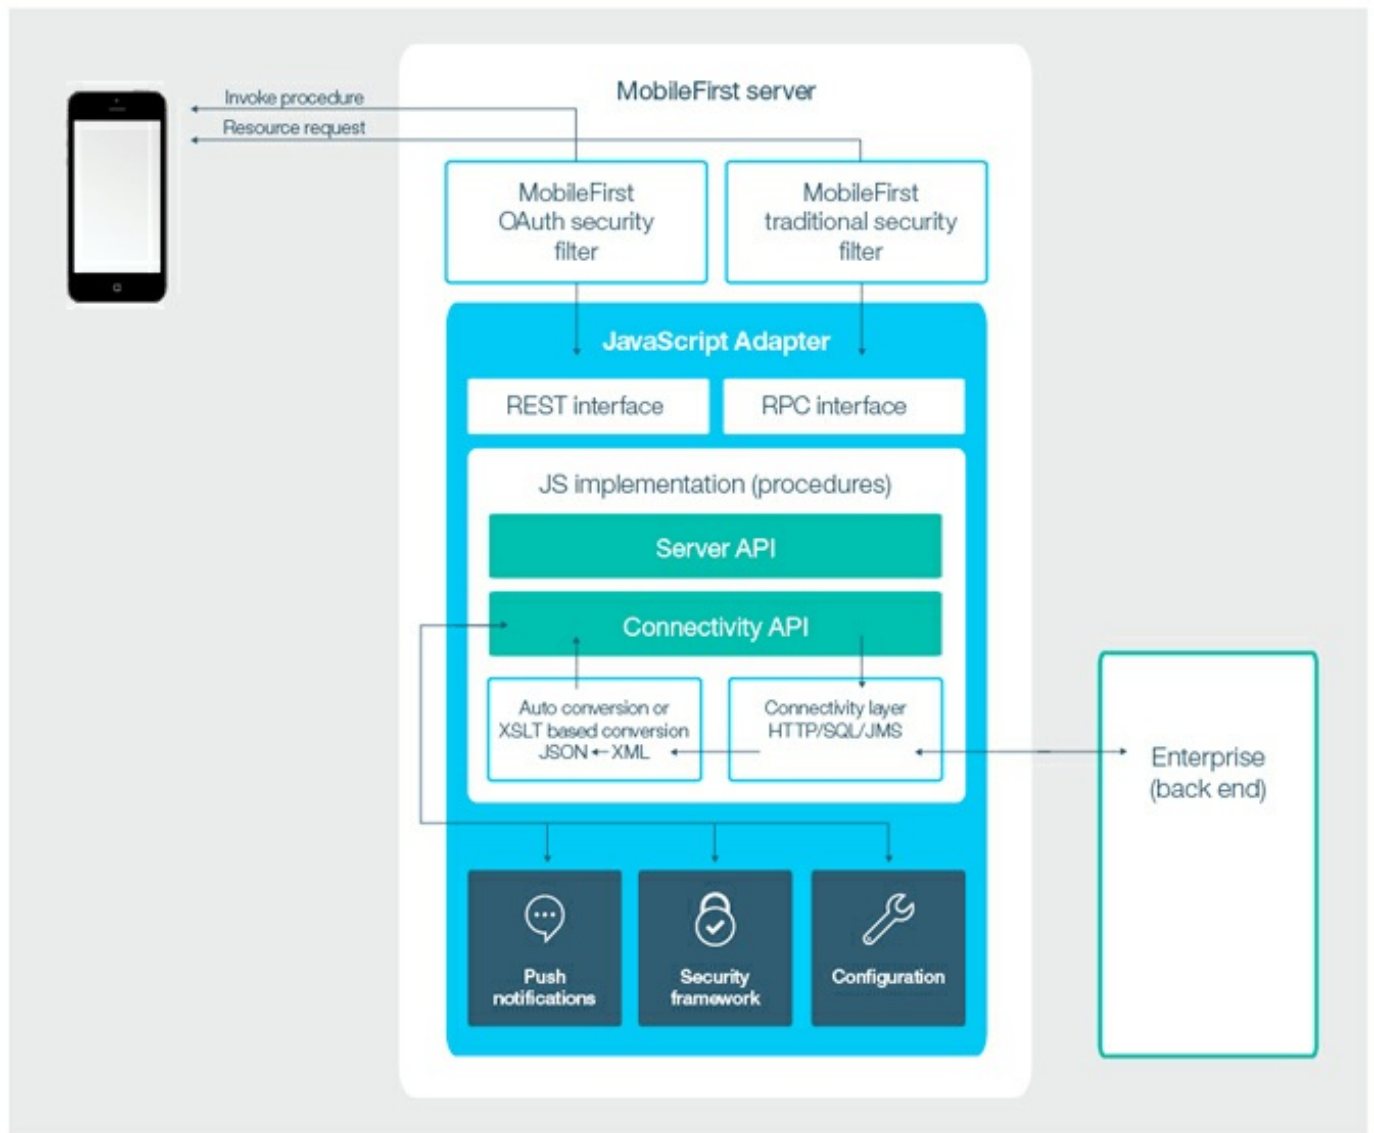 MobileFirst server
Invoke procedure
Resource request
MobileFirst
OAuth security
filter
MobileFirst
traditional security
filter
JavaScript Adapter
REST interface
RPC interface
JS implementation (procedures)
Server API
Connectivity API
Auto conversion or
XSLT based conversion
JSON ← XML
Connectivity layer
HTTP/SQL/JMS
Enterprise
(back end)
Push
notifications
Security
framework
Configuration